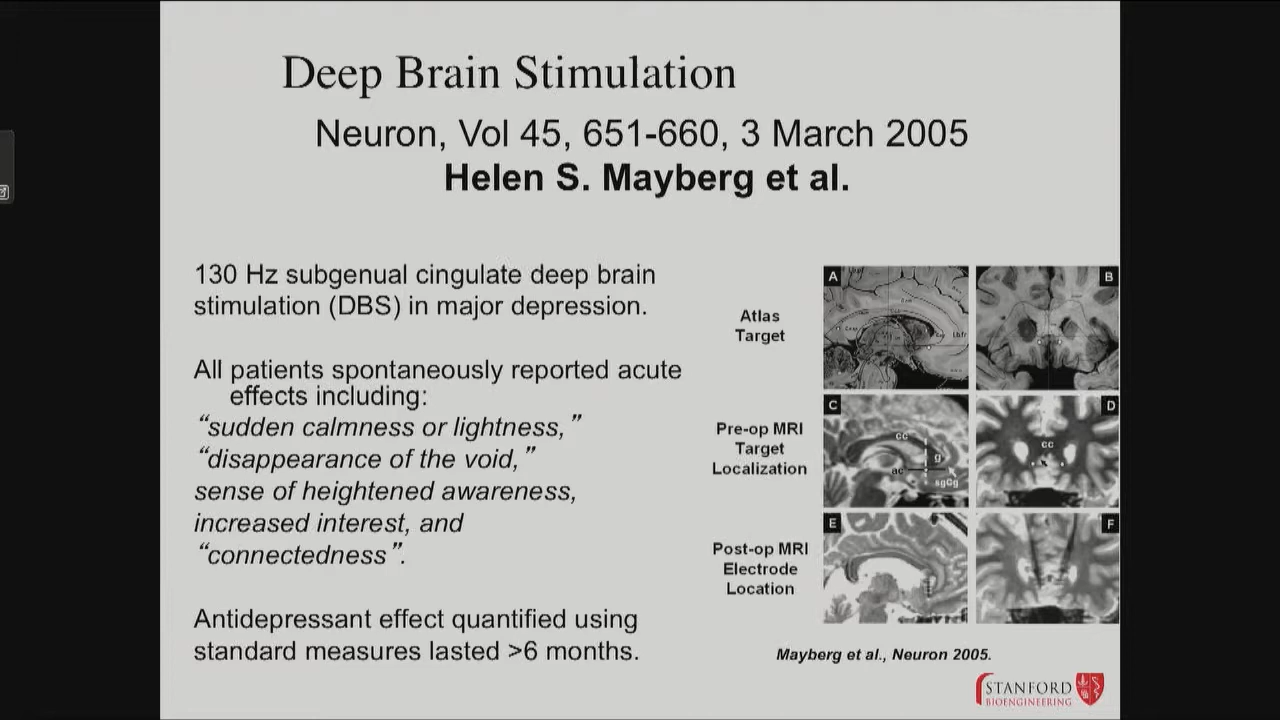 Deep Brain Stimulation
Neuron, Vol 45, 651-660, 3 March 2005
Helen S. Mayberg et al.
130 Hz subgenual cingulate deep brain
stimulation (DBS) in major depression.
All patients spontaneously reported acute
effects including:
“sudden calmness or lightness,”
“disappearance of the void,”
sense of heightened awareness,
increased interest, and
“connectedness”.
Antidepressant effect quantified using
standard measures lasted >6 months.
Atlas
Target
A
B
Pre-op MRI
Target
Localization
C
cc
g
ac
sgCg
D
cc
Post-op MRI
Electrode
Location
E
F
Mayberg et al., Neuron 2005.
STANFORD
BIOENGINEERING